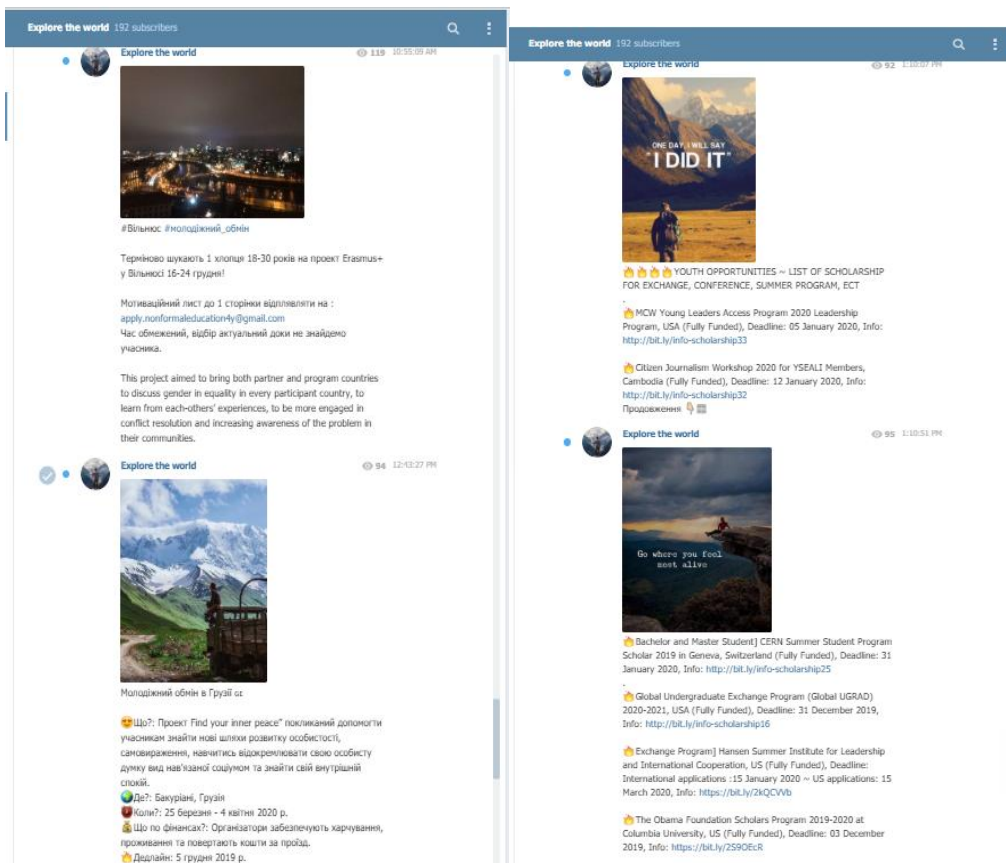 Explore the world 192 subscribers
Explore the world 119 10:55:09 AM
#Вільнюс #молодіжний_обмін
Терміново шукають 1 хлопця 18-30 років на проект Erasmus+
у Вільнюсі 16-24 грудня!
Мотиваційний лист до 1 сторінки відплявляти на :
apply.nonformaleducation4y@gmail.com
Час обмежений, відбір актуальний доки не знайдемо
учасника.
This project aimed to bring both partner and program countries
to discuss gender in equality in every participant country, to
learn from each-others' experiences, to be more engaged in
conflict resolution and increasing awareness of the problem in
their communities.
Explore the world 94 12:43:27 PM
Молодіжний обмін в Грузії GE
Що?: Проект Find your inner peace" покликаний допомогти
учасникам знайти нові шляхи розвитку особистості,
самовираження, навчитись відокремлювати свою особисту
думку вид нав'язаної соціумом та знайти свій внутрішній
спокій.
Де?: Бакуріані, Грузія
Коли?: 25 березня - 4 квітня 2020 р.
Що по фінансах?: Організатори забезпечують харчування,
проживання та повертають кошти за проїзд.
Дедлайн: 5 грудня 2019 р.
Explore the world 192 subscribers
Explore the world 92 1:10:07 PM
ONE DAY, I WILL SAY
"I DID IT"
YOUTH OPPORTUNITIES ~ LIST OF SCHOLARSHIP
FOR EXCHANGE, CONFERENCE, SUMMER PROGRAM, ECT
.
MCW Young Leaders Access Program 2020 Leadership
Program, USA (Fully Funded), Deadline: 05 January 2020, Info:
http://bit.ly/info-scholarship33
Citizen Journalism Workshop 2020 for YSEALI Members,
Cambodia (Fully Funded), Deadline: 12 January 2020, Info:
http://bit.ly/info-scholarship32
Продовження
Explore the world 95 1:10:51 PM
Go where you feel
most alive
Bachelor and Master Student] CERN Summer Student Program
Scholar 2019 in Geneva, Switzerland (Fully Funded), Deadline: 31
January 2020, Info: http://bit.ly/info-scholarship25
.
Global Undergraduate Exchange Program (Global UGRAD)
2020-2021, USA (Fully Funded), Deadline: 31 December 2019,
Info: http://bit.ly/info-scholarship16
Exchange Program] Hansen Summer Institute for Leadership
and International Cooperation, US (Fully Funded), Deadline:
International applications :15 January 2020 ~ US applications: 15
March 2020, Info: https://bit.ly/2kQCVVb
The Obama Foundation Scholars Program 2019-2020 at
Columbia University, US (Fully Funded), Deadline: 03 December
2019, Info: https://bit.ly/2S9OEcR